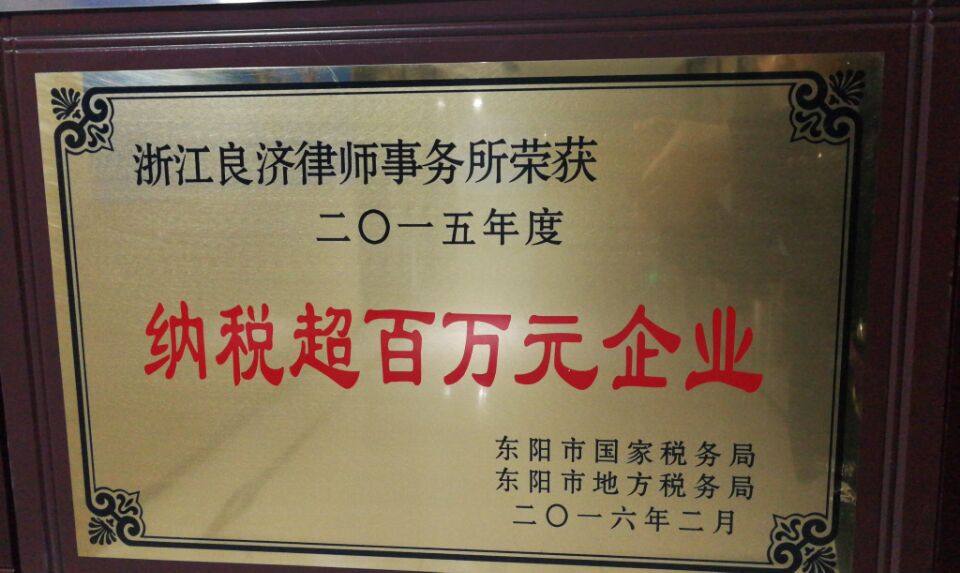 浙江良济律师事务所荣获
二〇一五年度
纳税超百万元企业
东阳市国家税务局
东阳市地方税务局
二〇一六年二月